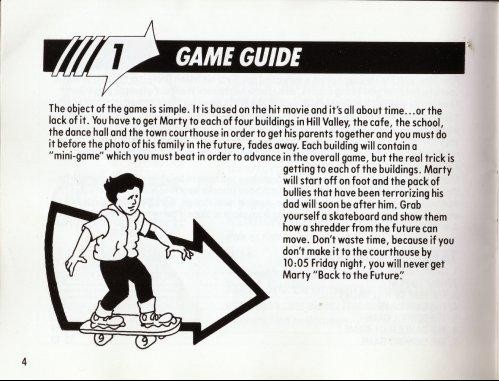 1 GAME GUIDE
The object of the game is simple. It is based on the hit movie and it's all about time...or the
lack of it. You have to get Marty to each of four buildings in Hill Valley, the cafe, the school,
the dance hall and the town courthouse in order to get his parents together and you must do
it before the photo of his family in the future, fades away. Each building will contain a
"mini-game" which you must beat in order to advance in the overall game, but the real trick is
getting to each of the buildings. Marty
will start off on foot and the pack of
bullies that have been terrorizing his
dad will soon be after him. Grab
yourself a skateboard and show them
how a shredder from the future can
move. Don't waste time, because if you
don't make it to the courthouse by
10:05 Friday night, you will never get
Marty "Back to the Future."
4